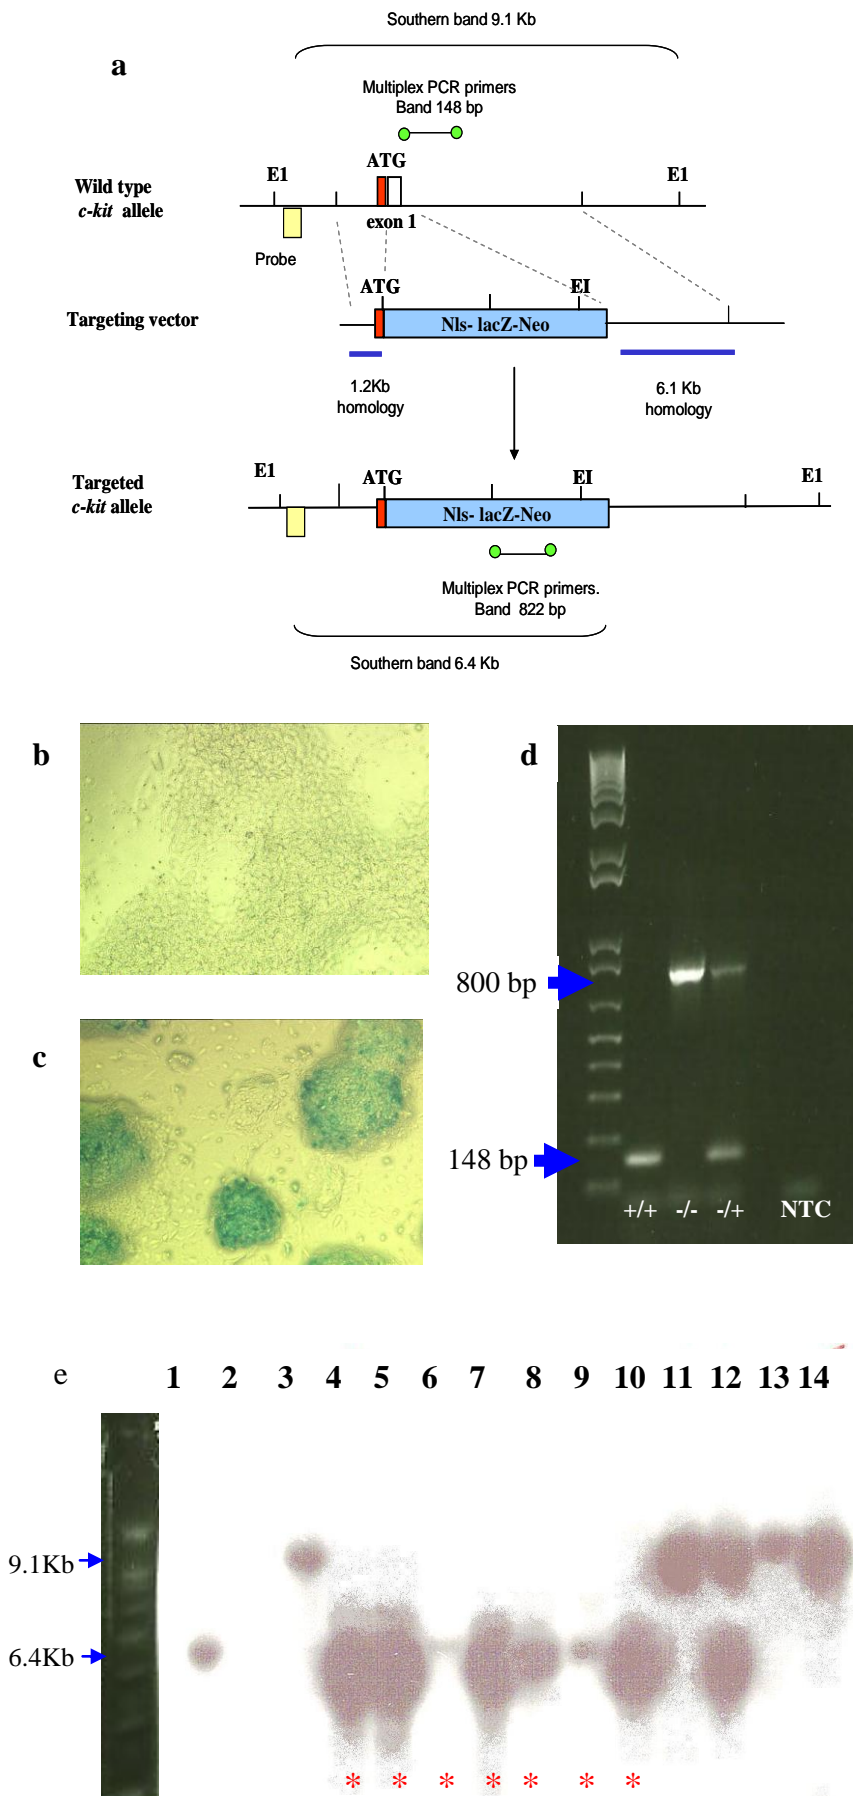 Southern band 9.1 Kb
a
Multiplex PCR primers
Band 148 bp
ATG
E1
E1
Wild type
c-kit allele
exon 1
Probe
ATG
EI
Targeting vector
Nls- lacZ-Neo
1.2Kb
homology
6.1 Kb
homology
Targeted
c-kit allele
E1
ATG
EI
E1
Nls- lacZ-Neo
Multiplex PCR primers.
Band 822 bp
Southern band 6.4 Kb
b
d
800 bp
c
148 bp
+/+ -/- -/+ NTC
e 1 2 3 4 5 6 7 8 9 10 11 12 13 14
9.1Kb
6.4Kb
* * * * * * *